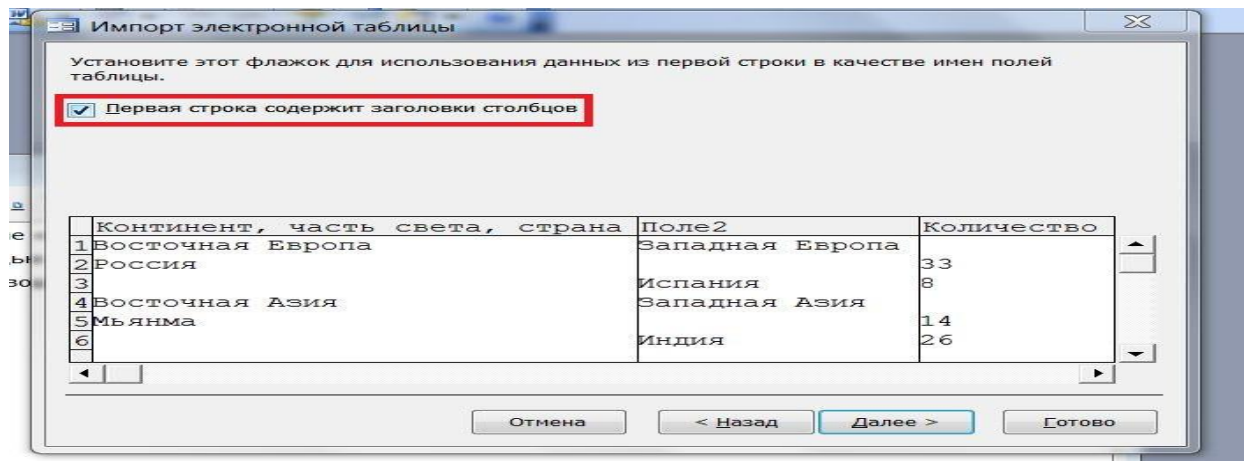 Импорт электронной таблицы
Установите этот флажок для использования данных из первой строки в качестве имен полей
таблицы.
Первая строка содержит заголовки столбцов
Континент, часть света, страна Поле2 Количество
1 Восточная Европа Западная Европа
2 Россия 33
3 Испания 8
4 Восточная Азия Западная Азия
5 Мьянма 14
6 Индия 26
Отмена < Назад Далее > Готово